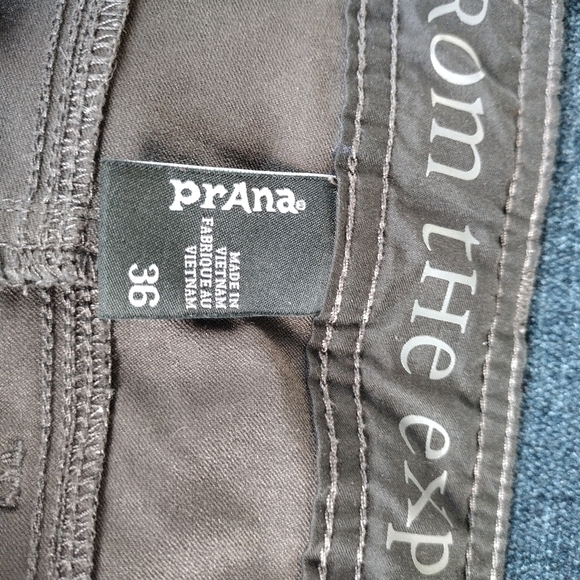 prAna®
MADE IN
VIETNAM
FABRIQUE AU
VIETNAM
36
ROM tHe exp